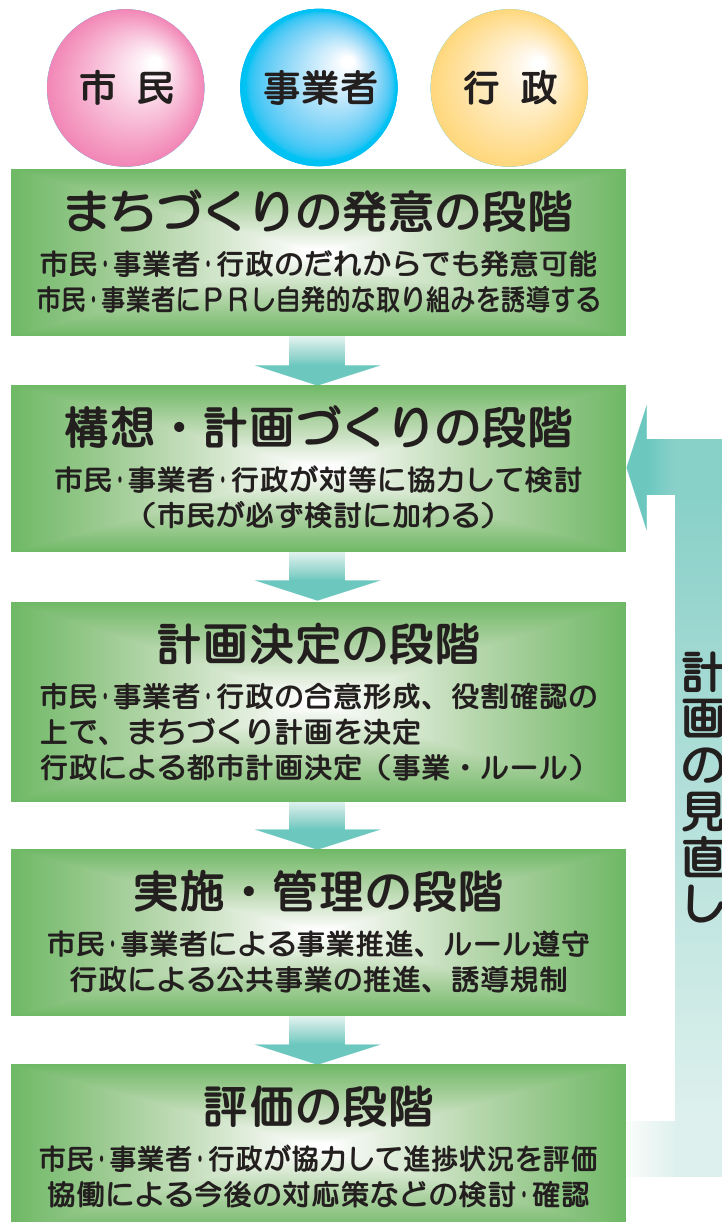 市民
事業者
行政
まちづくりの発意の段階
市民･事業者･行政のだれからでも発意可能
市民･事業者にＰＲし自発的な取り組みを誘導する
構想・計画づくりの段階
市民･事業者･行政が対等に協力して検討
（市民が必ず検討に加わる）
計画決定の段階
市民･事業者･行政の合意形成、役割確認の
上で、まちづくり計画を決定
行政による都市計画決定（事業・ルール）
実施・管理の段階
市民･事業者による事業推進、ルール遵守
行政による公共事業の推進、誘導規制
評価の段階
市民･事業者･行政が協力して進捗状況を評価
協働による今後の対応策などの検討･確認
計画の見直し